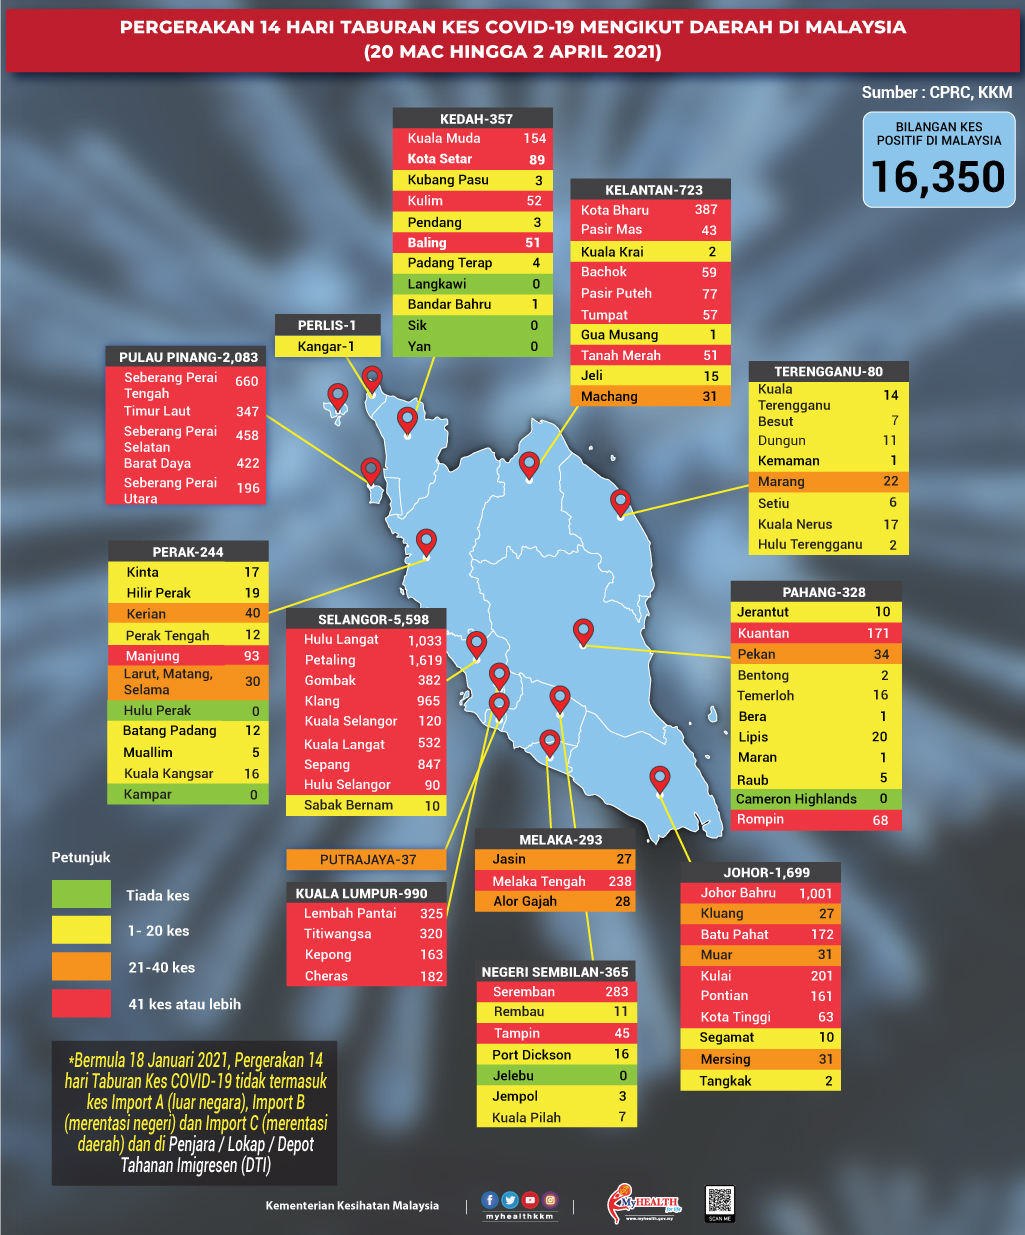 PERGERAKAN 14 HARI TABURAN KES COVID-19 MENGIKUT DAERAH DI MALAYSIA
(20 MAC HINGGA 2 APRIL 2021)
Sumber : CPRC, KKM
BILANGAN KES
POSITIF DI MALAYSIA
16,350
KEDAH-357
Kuala Muda 154
Kota Setar 89
Kubang Pasu 3
Kulim 52
Pendang 3
Baling 51
Padang Terap 4
Langkawi 0
Bandar Bahru 1
Sik 0
Yan 0
KELANTAN-723
Kota Bharu 387
Pasir Mas 43
Kuala Krai 2
Bachok 59
Pasir Puteh 77
Tumpat 57
Gua Musang 1
Tanah Merah 51
Jeli 15
Machang 31
PERLIS-1
Kangar-1
PULAU PINANG-2,083
Seberang Perai
Tengah 660
Timur Laut 347
Seberang Perai
Selatan 458
Barat Daya 422
Seberang Perai
Utara 196
TERENGGANU-80
Kuala
Terengganu 14
Besut 7
Dungun 11
Kemaman 1
Marang 22
Setiu 6
Kuala Nerus 17
Hulu Terengganu 2
PERAK-244
Kinta 17
Hilir Perak 19
Kerian 40
Perak Tengah 12
Manjung 93
Larut, Matang,
Selama 30
Hulu Perak 0
Batang Padang 12
Muallim 5
Kuala Kangsar 16
Kampar 0
SELANGOR-5,598
Hulu Langat 1,033
Petaling 1,619
Gombak 382
Klang 965
Kuala Selangor 120
Kuala Langat 532
Sepang 847
Hulu Selangor 90
Sabak Bernam 10
PAHANG-328
Jerantut 10
Kuantan 171
Pekan 34
Bentong 2
Temerloh 16
Bera 1
Lipis 20
Maran 1
Raub 5
Cameron Highlands 0
Rompin 68
PUTRAJAYA-37
KUALA LUMPUR-990
Lembah Pantai 325
Titiwangsa 320
Kepong 163
Cheras 182
MELAKA-293
Jasin 27
Melaka Tengah 238
Alor Gajah 28
NEGERI SEMBILAN-365
Seremban 283
Rembau 11
Tampin 45
Port Dickson 16
Jelebu 0
Jempol 3
Kuala Pilah 7
JOHOR-1,699
Johor Bahru 1,001
Kluang 27
Batu Pahat 172
Muar 31
Kulai 201
Pontian 161
Kota Tinggi 63
Segamat 10
Mersing 31
Tangkak 2
Petunjuk
Tiada kes
1- 20 kes
21-40 kes
41 kes atau lebih
*Bermula 18 Januari 2021, Pergerakan 14
hari Taburan Kes COVID-19 tidak termasuk
kes Import A (luar negara), Import B
(merentasi negeri) dan Import C (merentasi
daerah) dan di Penjara / Lokap / Depot
Tahanan Imigresen (DTI)
Kementerian Kesihatan Malaysia
myhealthkkm
MyHEALTH
for life
www.myhealth.gov.my
SCAN ME